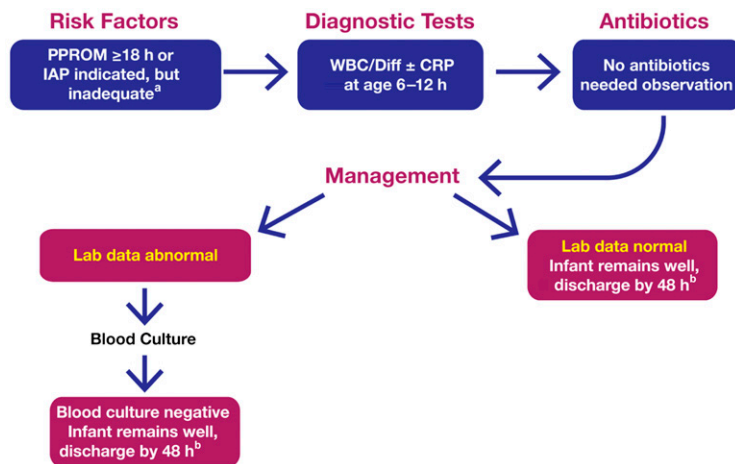 Risk Factors
Diagnostic Tests
Antibiotics
PPROM ≥18 h or
IAP indicated, but
inadequateᵃ
WBC/Diff ± CRP
at age 6–12 h
No antibiotics
needed observation
Management
Lab data abnormal
Lab data normal
Infant remains well,
discharge by 48 hᵇ
Blood Culture
Blood culture negative
Infant remains well,
discharge by 48 hᵇ